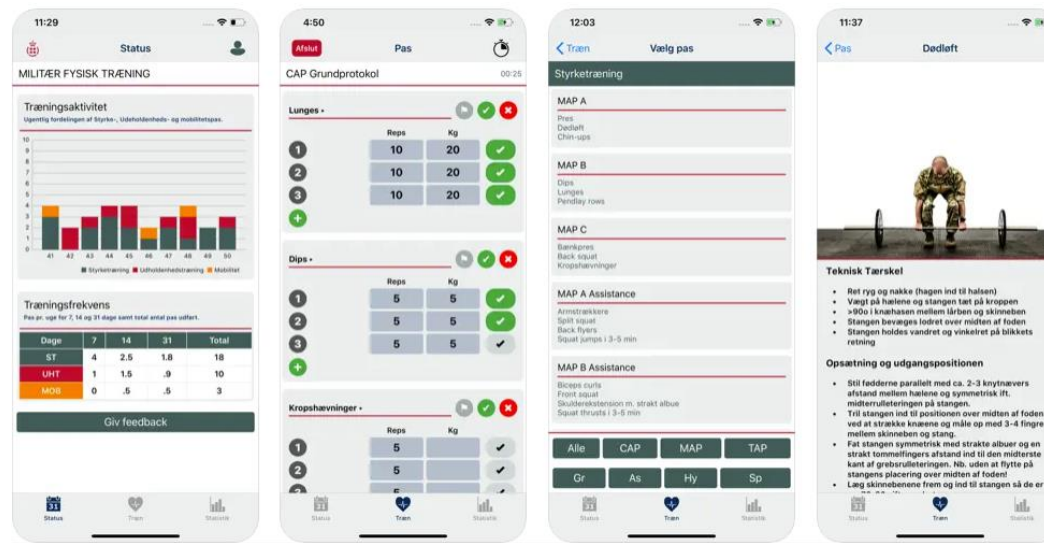 11:29
Status
MILITÆR FYSISK TRÆNING
Træningsaktivitet
Ugentlig fordelingen af Styrke-, Udeholdenheds- og mobilitetspas.
10
9
8
7
6
5
4
3
2
1
0
41 42 43 44 45 46 47 48 49 50
Styrketræning Udholdenhedstræning Mobilitet
Træningsfrekvens
Pas pr. uge for 7, 14 og 31 dage samt total antal pas udført.
Dage 7 14 31 Total
ST 4 2.5 1.8 18
UHT 1 1.5 .9 10
MOB 0 .5 .5 3
Giv feedback
31
Status Træn Statistik
4:50
Afslut Pas
CAP Grundprotokol 00:25
Lunges
Reps Kg
1 10 20
2 10 20
3 10 20
Dips
Reps Kg
1 5 5
2 5 5
3 5 5
Kropshævninger
Reps Kg
1 5
2 5
5
31
Status Træn Statistik
12:03
Træn Vælg pas
Styrketræning
MAP A
Pres
Dødløft
Chin-ups
MAP B
Dips
Lunges
Pendlay rows
MAP C
Bænkpres
Back squat
Kropshævninger
MAP A Assistance
Armstrækkere
Split squat
Back flyers
Squat jumps i 3-5 min
MAP B Assistance
Biceps curls
Front squat
Skulderekstension m. strakt albue
Squat thrusts i 3-5 min
Alle CAP MAP TAP
Gr As Hy Sp
31
Status Træn Statistik
11:37
Pas Dødløft
Teknisk Tærskel
• Ret ryg og nakke (hagen ind til halsen)
• Vægt på hælene og stangen tæt på kroppen
• >90o i knæhasen mellem lårben og skinneben
• Stangen bevæges lodret over midten af foden
• Stangen holdes vandret og vinkelret på blikkets
retning
Opsætning og udgangspositionen
• Stil fødderne parallelt med ca. 2-3 knytnævers
afstand mellem hælene og symmetrisk ift.
midterrulleteringen på stangen.
• Tril stangen ind til positionen over midten af foden
ved at strække knæene og måle op med 3-4 fingre
mellem skinneben og stang.
• Fat stangen symmetrisk med strakte albuer og en
strakt tommelfingers afstand ind til den midterste
kant af grebsrulleteringen. Nb. uden at flytte på
stangens placering over midten af foden!
• Læg skinnebenene frem og ind til stangen så de er
31
Status Træn Statistik